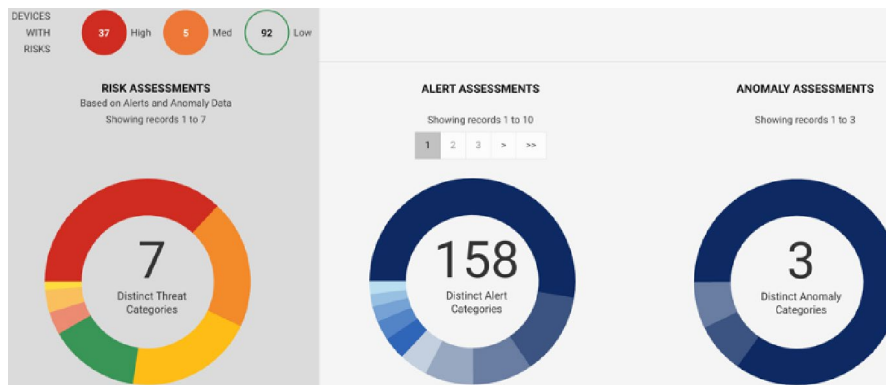 DEVICES
WITH
RISKS
37 High 5 Med 92 Low
RISK ASSESSMENTS
Based on Alerts and Anomaly Data
Showing records 1 to 7
7
Distinct Threat
Categories
ALERT ASSESSMENTS
Showing records 1 to 10
1 2 3 > >>
158
Distinct Alert
Categories
ANOMALY ASSESSMENTS
Showing records 1 to 3
3
Distinct Anomaly
Categories